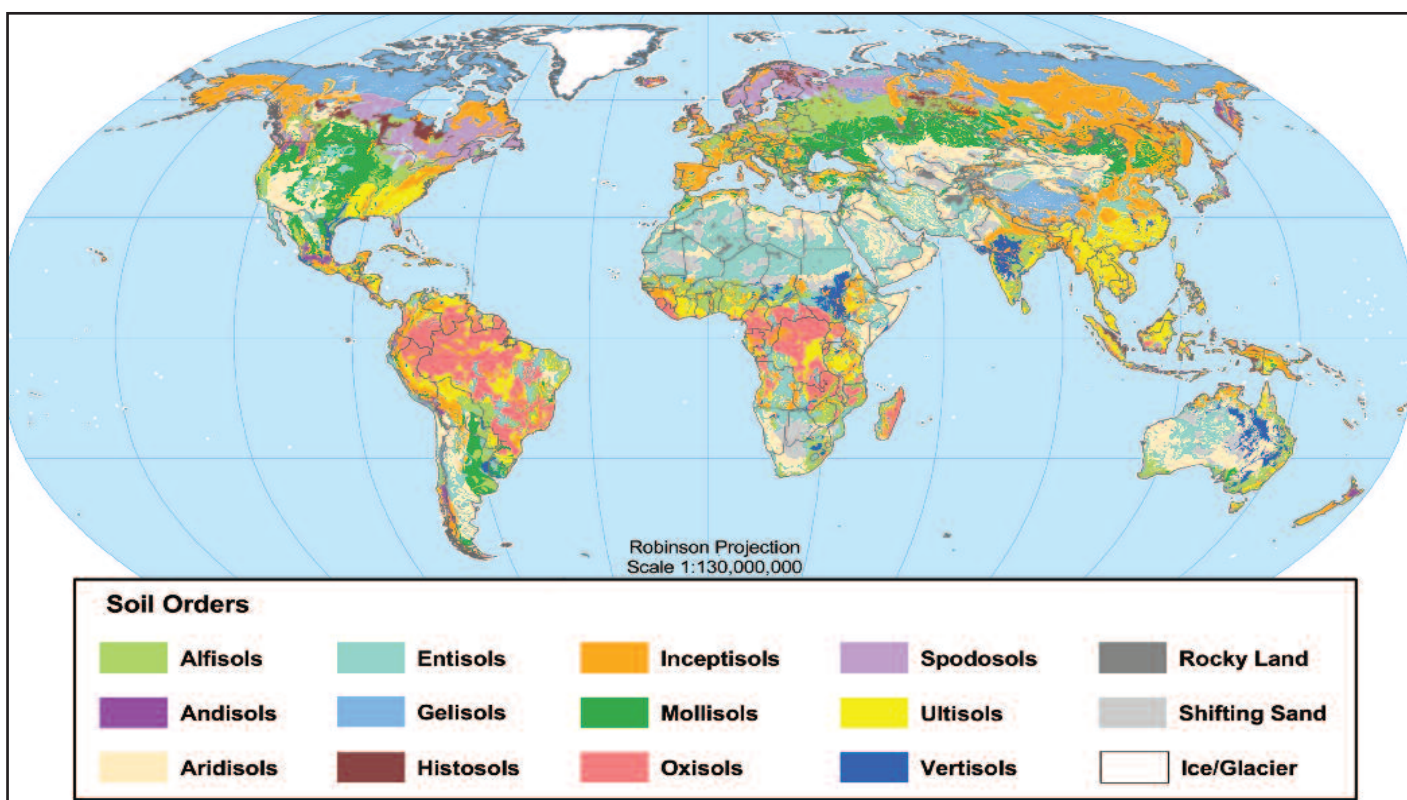 Robinson Projection
Scale 1:130,000,000
Soil Orders
Alfisols
Entisols
Inceptisols
Spodosols
Rocky Land
Andisols
Gelisols
Mollisols
Ultisols
Shifting Sand
Aridisols
Histosols
Oxisols
Vertisols
Ice/Glacier